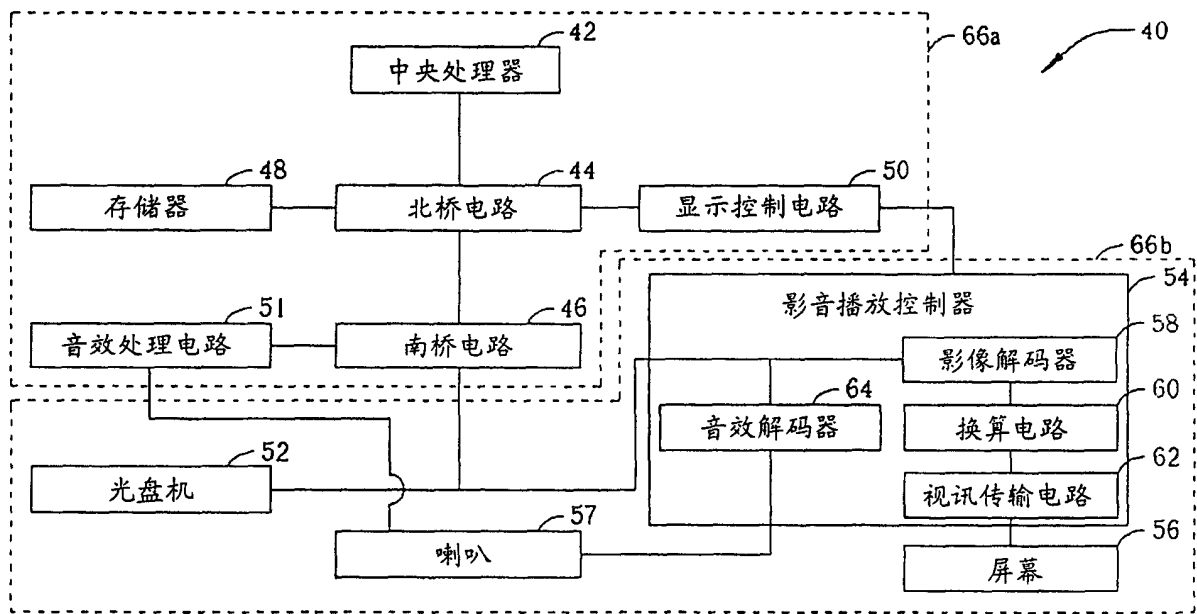 42
66a
40
中央处理器
48
44
50
存储器
北桥电路
显示控制电路
66b
51
46
54
影音播放控制器
58
音效处理电路
南桥电路
影像解码器
64
60
音效解码器
换算电路
52
62
光盘机
视讯传输电路
57
56
喇叭
屏幕